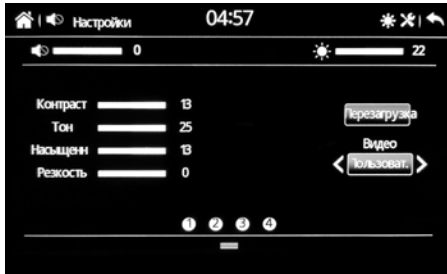 Настройки 04:57
0 22
Контраст 13
Тон 25
Насыщенн 13
Резкость 0
Перезагрузка
Видео
Пользоват.
1 2 3 4